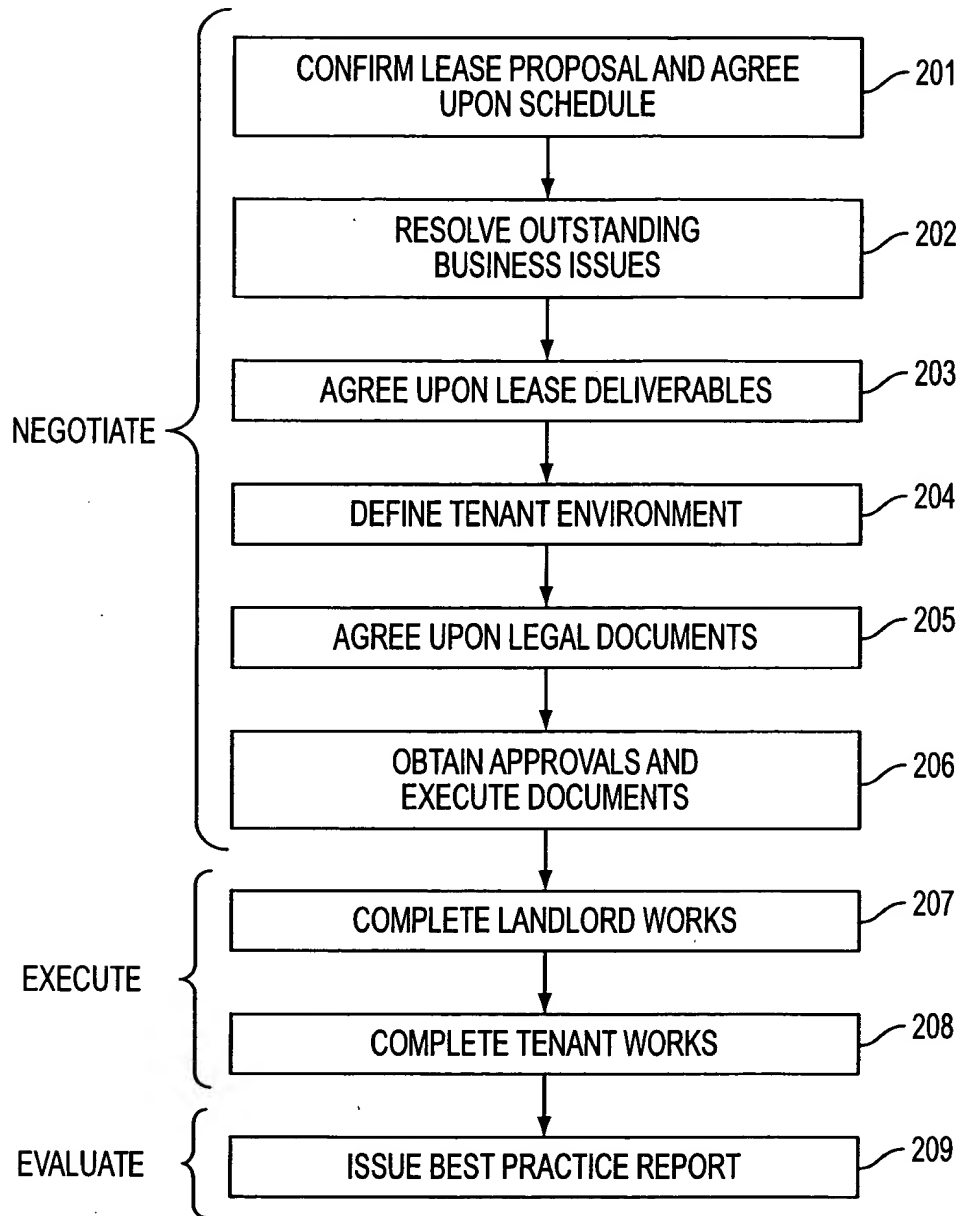 CONFIRM LEASE PROPOSAL AND AGREE
UPON SCHEDULE
201
RESOLVE OUTSTANDING
BUSINESS ISSUES
202
AGREE UPON LEASE DELIVERABLES
203
NEGOTIATE
DEFINE TENANT ENVIRONMENT
204
AGREE UPON LEGAL DOCUMENTS
205
OBTAIN APPROVALS AND
EXECUTE DOCUMENTS
206
COMPLETE LANDLORD WORKS
207
EXECUTE
COMPLETE TENANT WORKS
208
EVALUATE
ISSUE BEST PRACTICE REPORT
209